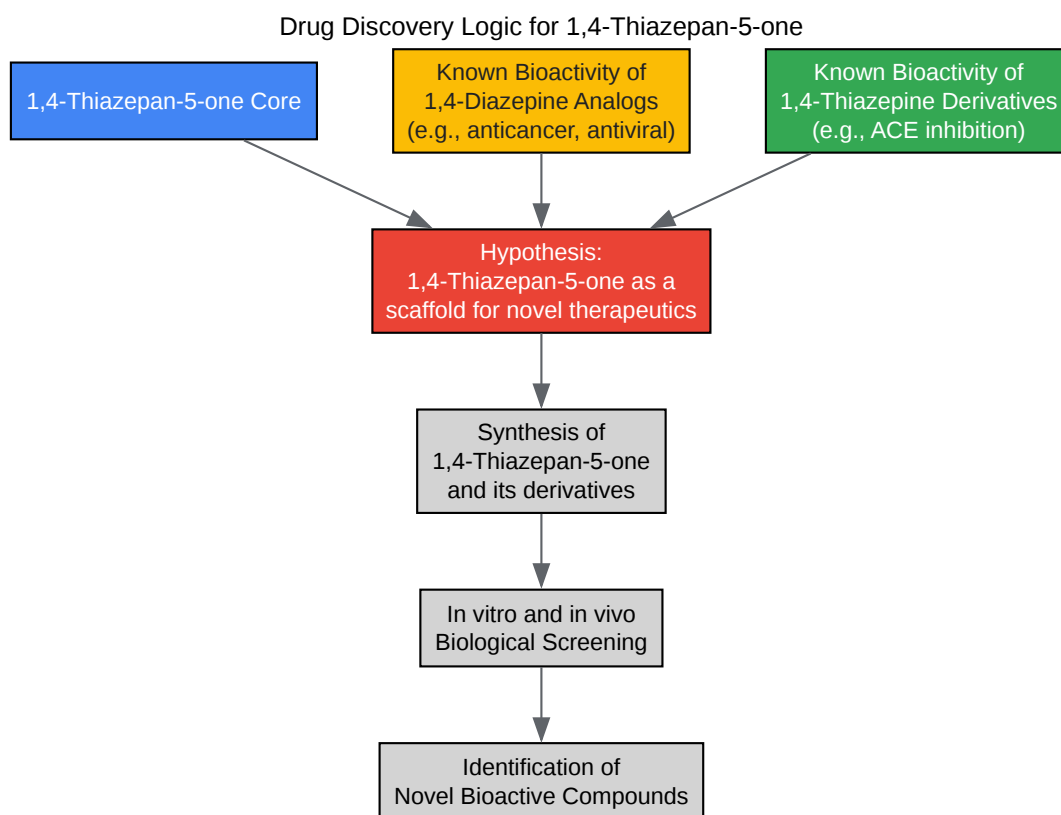 Drug Discovery Logic for 1,4-Thiazepan-5-one
1,4-Thiazepan-5-one Core
Known Bioactivity of
1,4-Diazepine Analogs
(e.g., anticancer, antiviral)
Known Bioactivity of
1,4-Thiazepine Derivatives
(e.g., ACE inhibition)
Hypothesis:
1,4-Thiazepan-5-one as a
scaffold for novel therapeutics
Synthesis of
1,4-Thiazepan-5-one
and its derivatives
In vitro and in vivo
Biological Screening
Identification of
Novel Bioactive Compounds